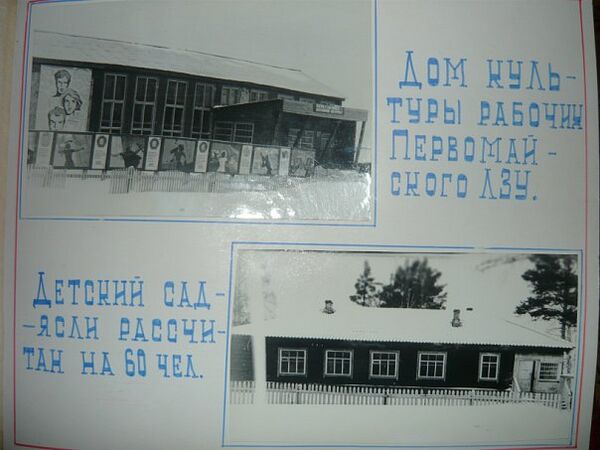 Дом куль-
туры рабочих
Первомай-
ского ЛЗУ.
Детский сад-
-ясли рассчи-
тан на 60 чел.